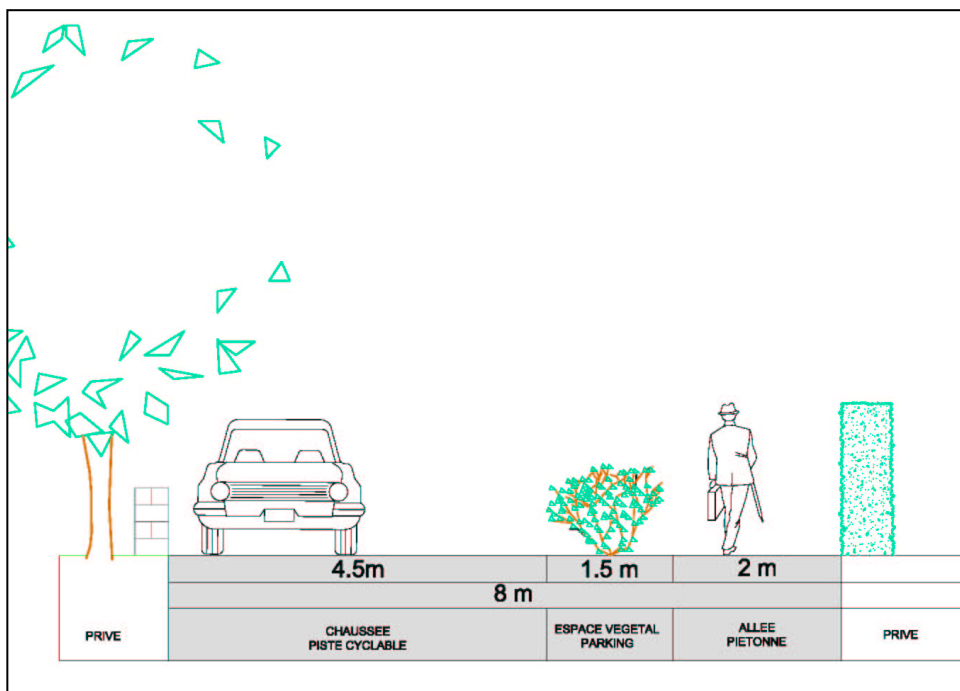 4.5m 1.5 m 2 m
8 m
PRIVE
CHAUSSEE
PISTE CYCLABLE
ESPACE VEGETAL
PARKING
ALLEE
PIETONNE
PRIVE